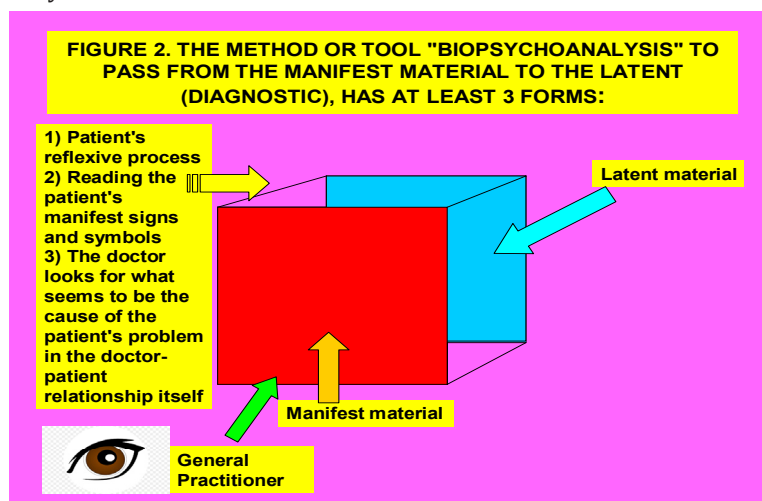 FIGURE 2. THE METHOD OR TOOL "BIOPSYCHOANALYSIS" TO
PASS FROM THE MANIFEST MATERIAL TO THE LATENT
(DIAGNOSTIC), HAS AT LEAST 3 FORMS:
1) Patient's
reflexive process
2) Reading the
patient's
manifest signs
and symbols
3) The doctor
looks for what
seems to be the
cause of the
patient's problem
in the doctor-
patient
relationship itself
Latent material
Manifest material
General
Practitioner